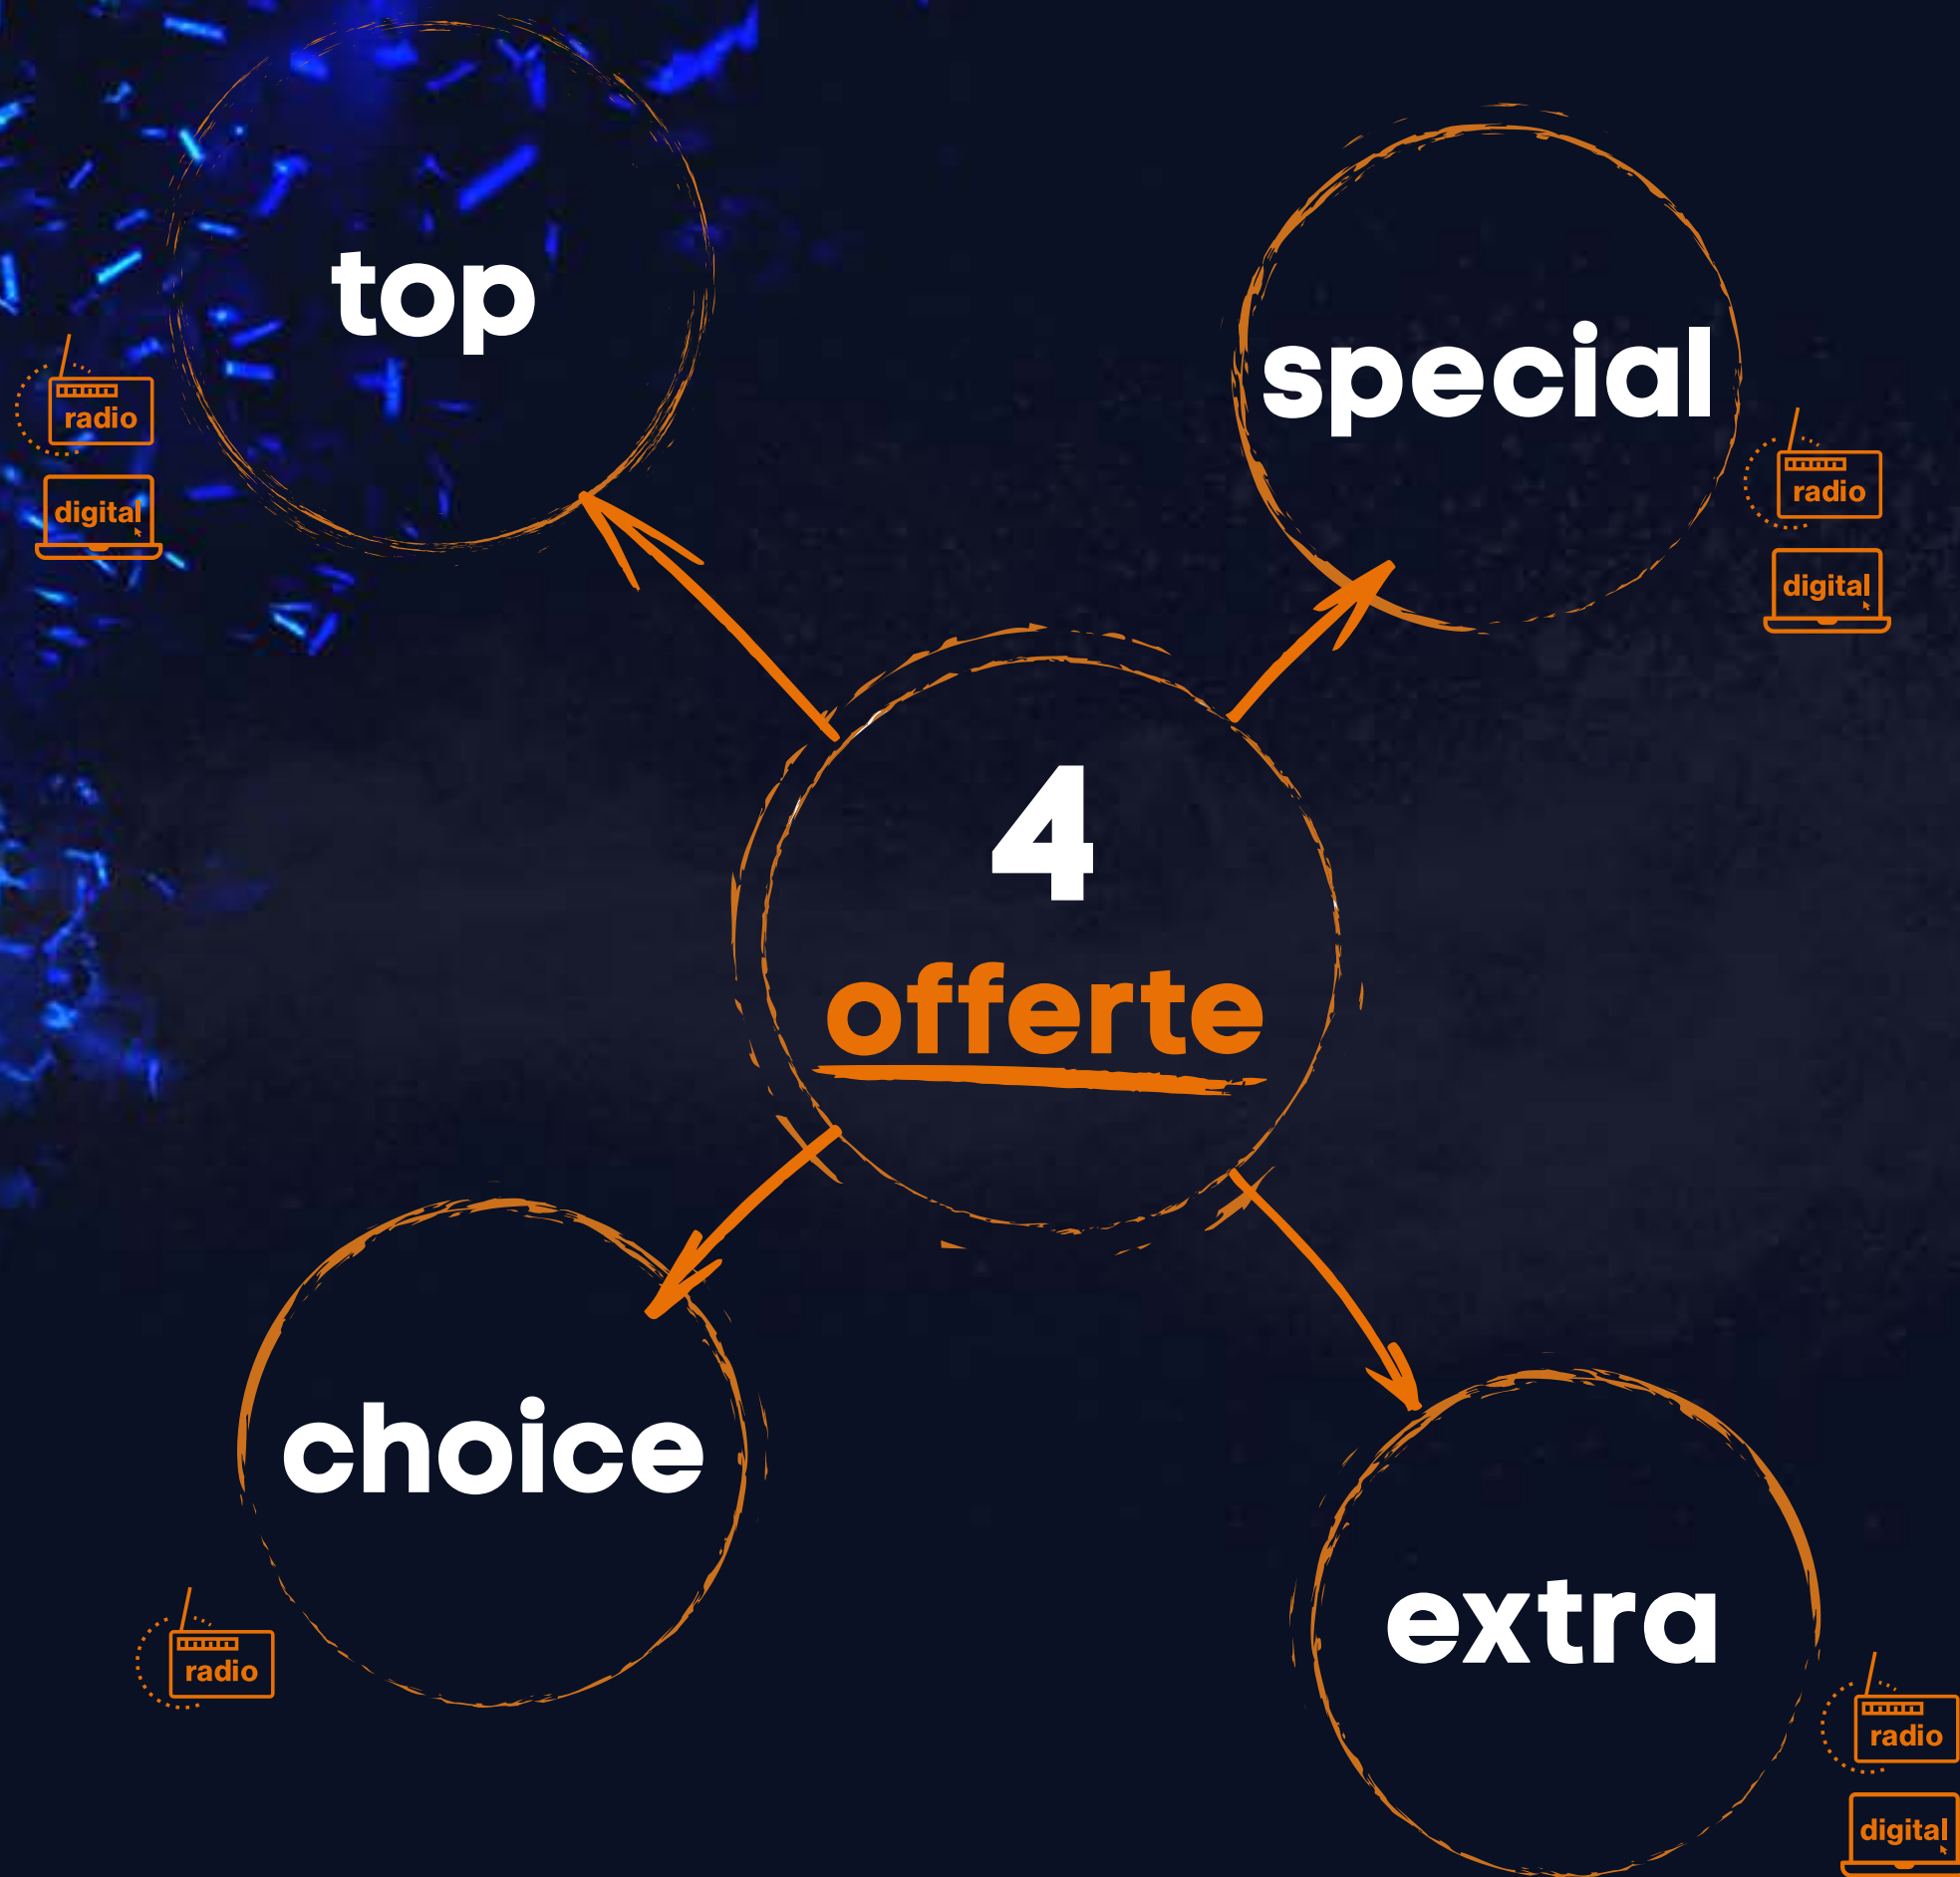 top
radio
digital
special
radio
digital
4
offerte
choice
radio
extra
radio
digital